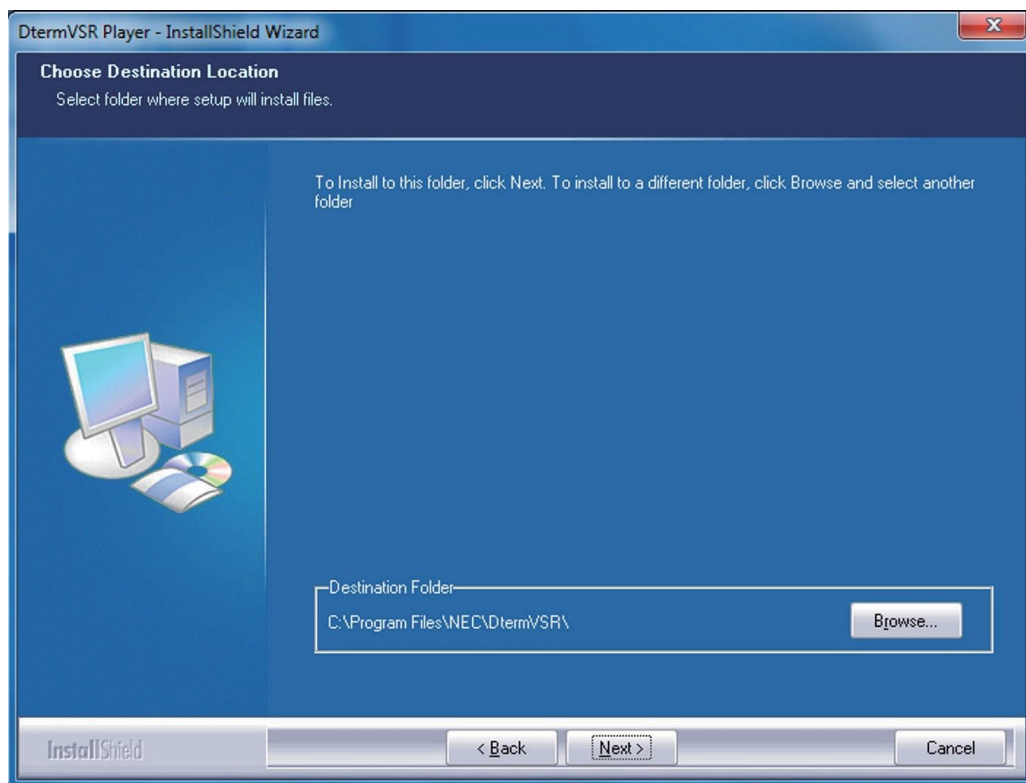 DtermVSR Player - InstallShield Wizard
Choose Destination Location
Select folder where setup will install files.
To Install to this folder, click Next. To install to a different folder, click Browse and select another
folder
Destination Folder
C:\Program Files\NEC\DtermVSR\
Browse...
InstallShield
< Back
Next >
Cancel